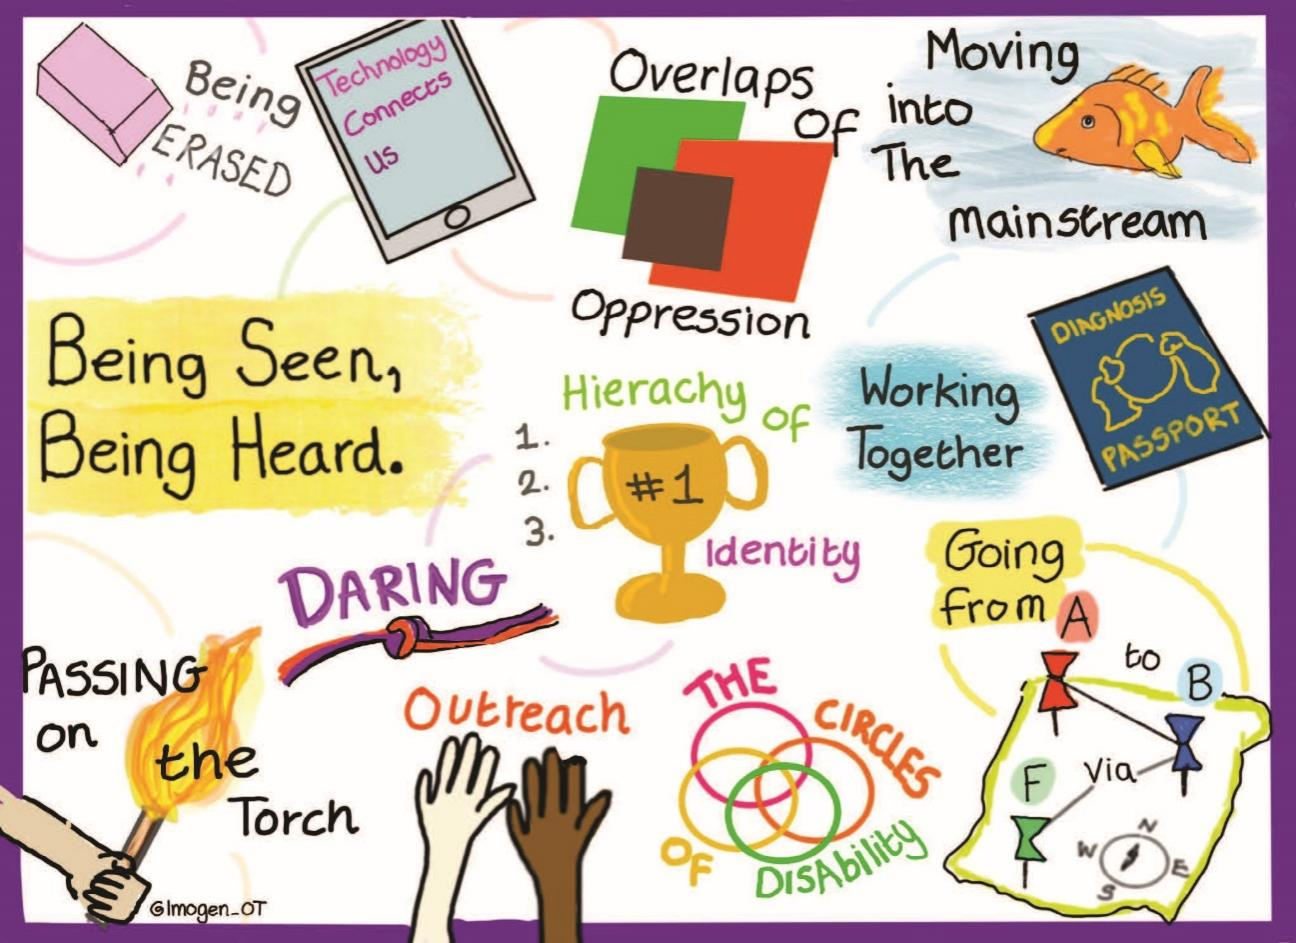 Being
ERASED
Technology
Connects
Us
Overlaps
Of
Oppression
Moving
into
The
Mainstream
Being Seen,
Being Heard.
Hierachy of
1.
2.
3.
#1
Identity
Working
Together
DIAGNOSIS
PASSPORT
DARING
Going
from A
to
B
Via
F
N
W
E
S
PASSING
on
the
Torch
@Imogen_OT
Outreach
THE
CIRCLES
OF
DISABILITY